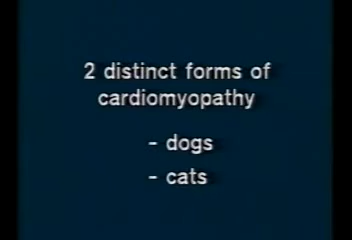 2 distinct forms of
cardiomyopathy
- dogs
- cats